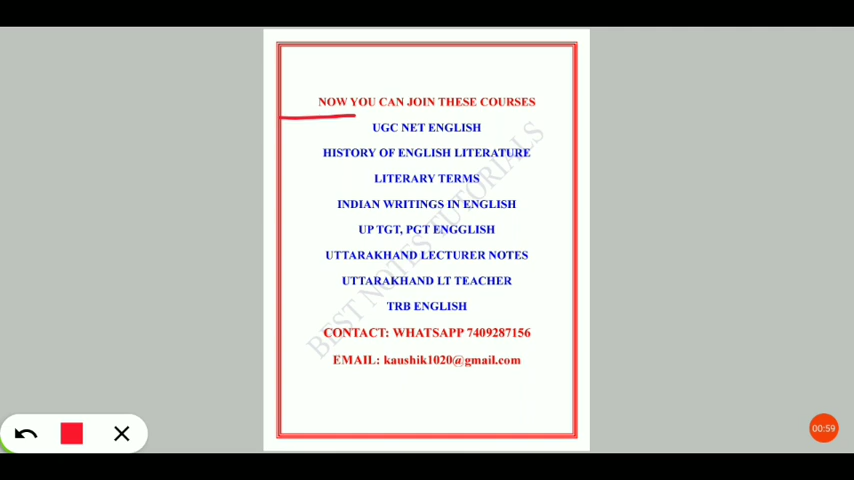 NOW YOU CAN JOIN THESE COURSES
UGC NET ENGLISH
HISTORY OF ENGLISH LITERATURE
LITERARY TERMS
INDIAN WRITINGS IN ENGLISH
UP TGT, PGT ENGGLISH
UTTARAKHAND LECTURER NOTES
UTTARAKHAND LT TEACHER
TRB ENGLISH
CONTACT: WHATSAPP 7409287156
EMAIL: kaushik1020@gmail.com
BEST NOTES TUTORIALS
00:59